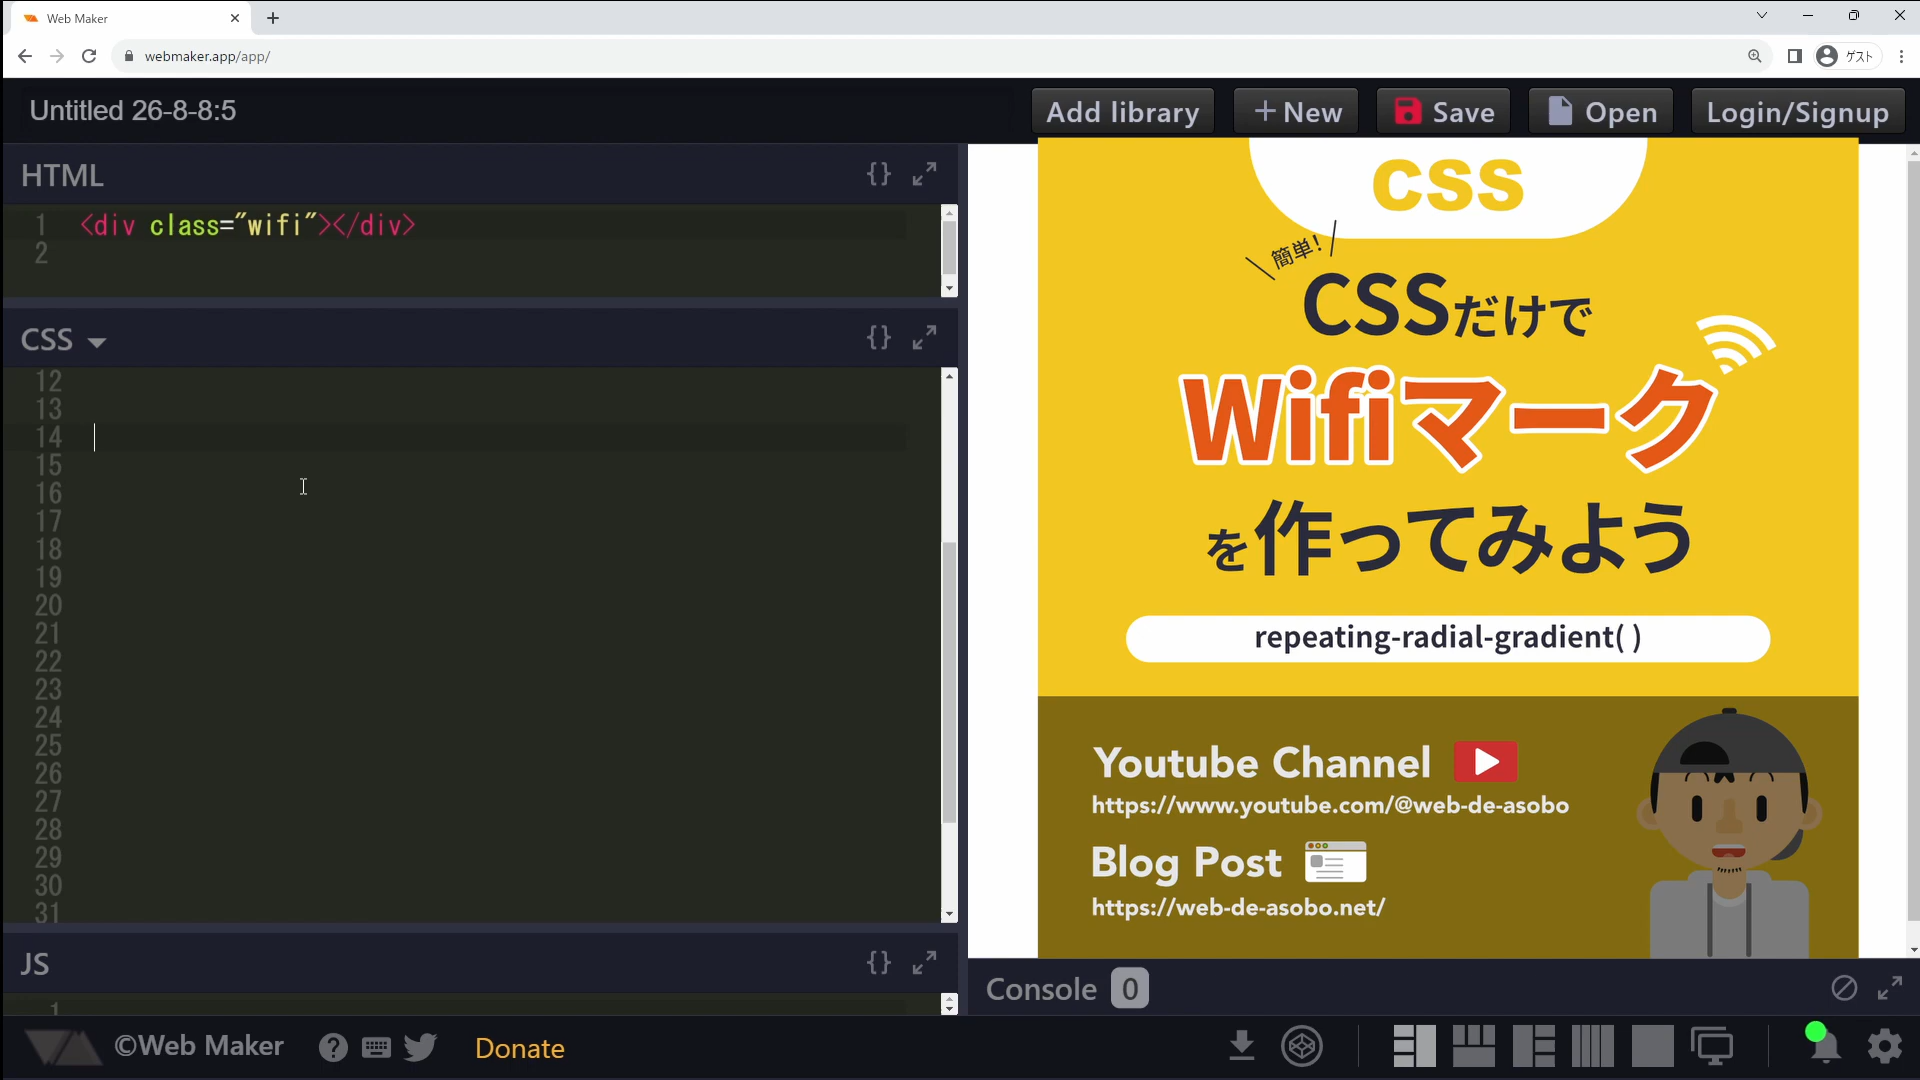 Web Maker
webmaker.app/app/
ゲスト
Untitled 26-8-8:5
Add library
+ New
Save
Open
Login/Signup
HTML
{}
1 <div class="wifi"></div>
2
CSS
{}
12
13
14
15
16
17
18
19
20
21
22
23
24
25
26
27
28
29
30
31
JS
{}
1
©Web Maker
?
Donate
CSS
簡単!
CSSだけで
Wifiマーク
を作ってみよう
repeating-radial-gradient( )
Youtube Channel
https://www.youtube.com/@web-de-asobo
Blog Post
https://web-de-asobo.net/
Console 0